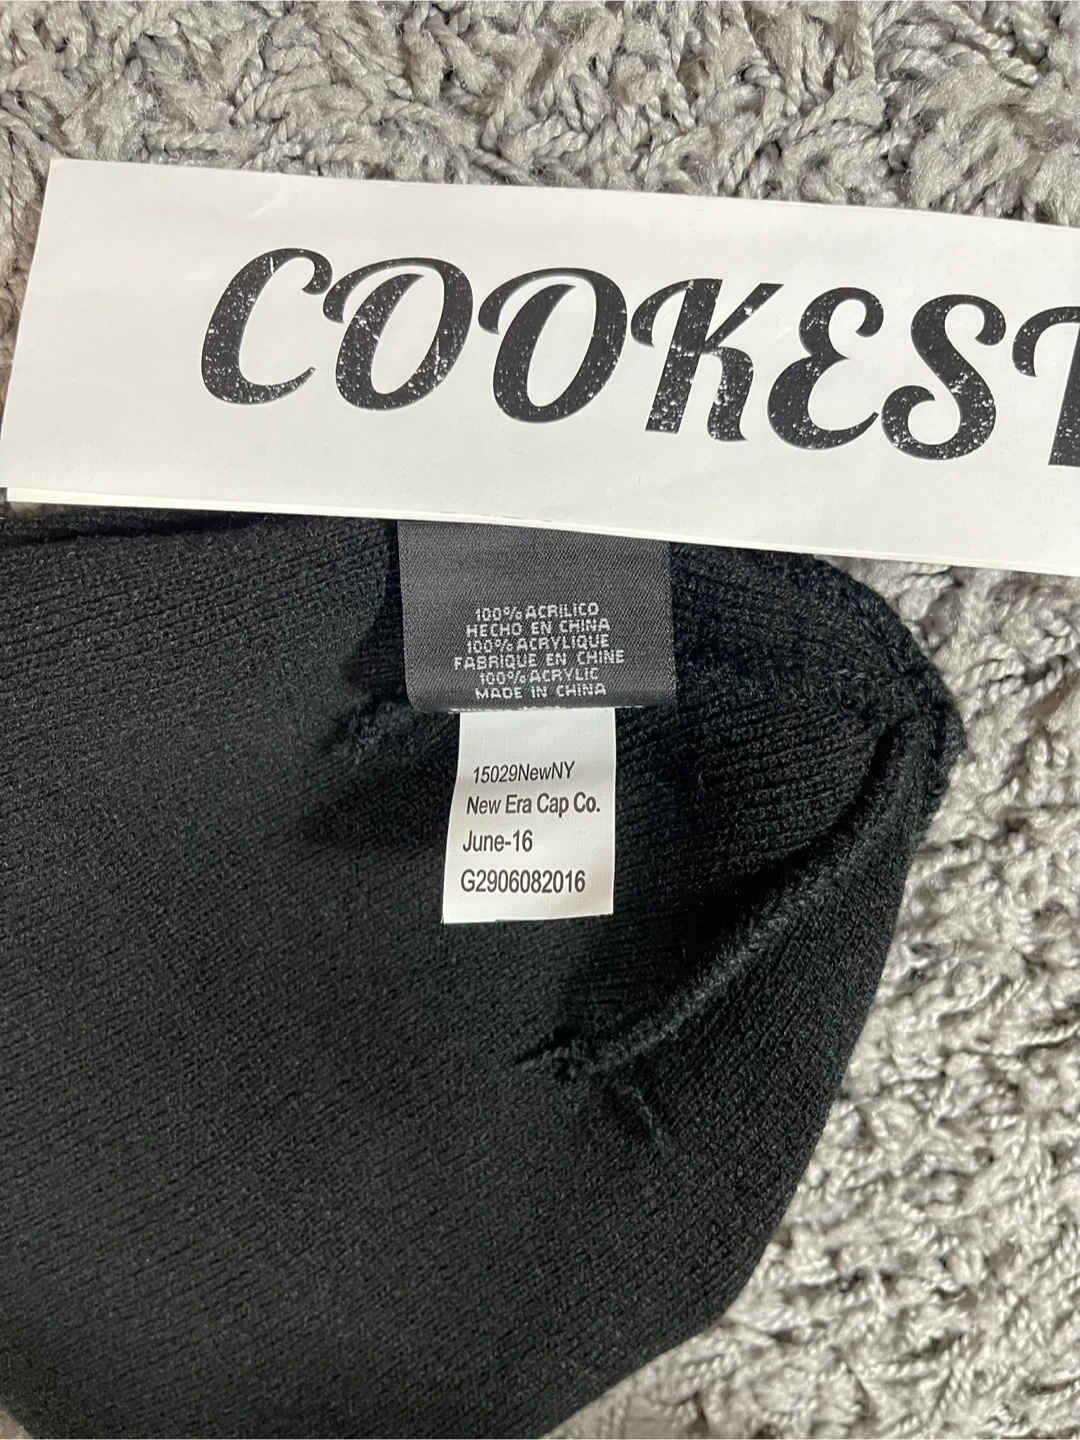 COOKEST
100% ACRILICO
HECHO EN CHINA
100% ACRYLIQUE
FABRIQUE EN CHINE
100% ACRYLIC
MADE IN CHINA
15029NewNY
New Era Cap Co.
June-16
G2906082016